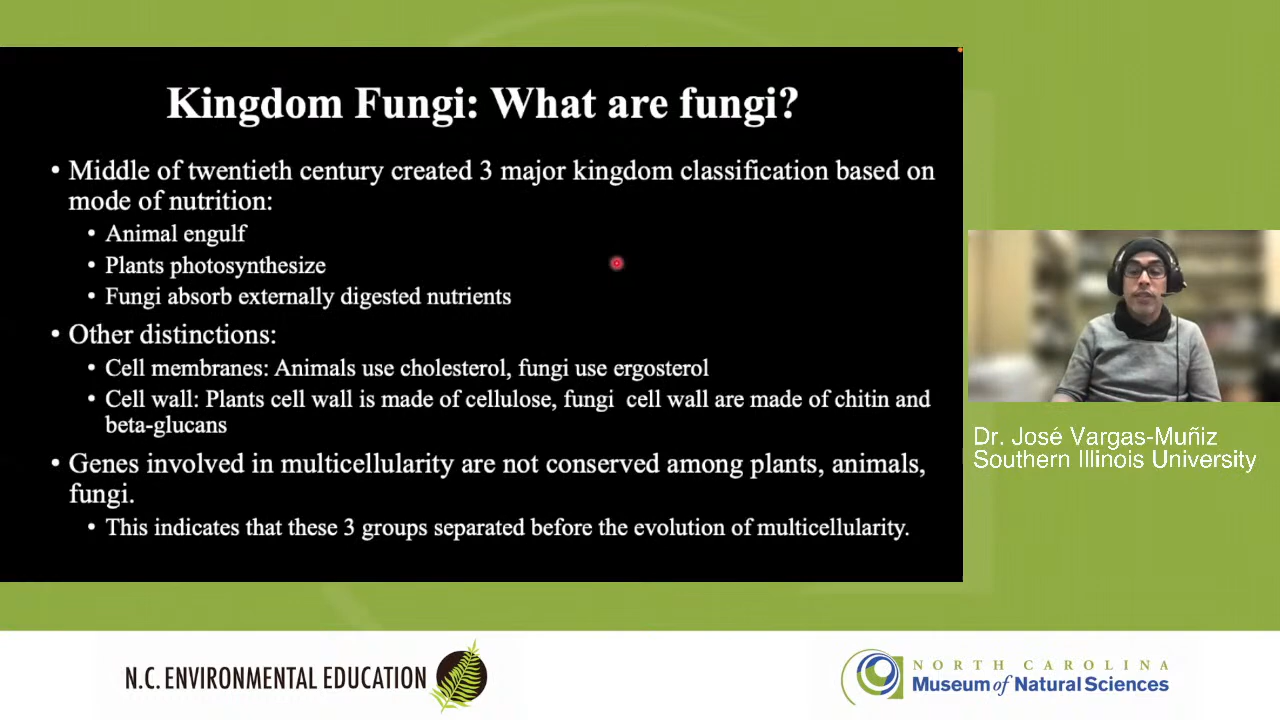 Kingdom Fungi: What are fungi?
• Middle of twentieth century created 3 major kingdom classification based on
mode of nutrition:
• Animal engulf
• Plants photosynthesize
• Fungi absorb externally digested nutrients
• Other distinctions:
• Cell membranes: Animals use cholesterol, fungi use ergosterol
• Cell wall: Plants cell wall is made of cellulose, fungi cell wall are made of chitin and
beta-glucans
• Genes involved in multicellularity are not conserved among plants, animals,
fungi.
• This indicates that these 3 groups separated before the evolution of multicellularity.
Dr. José Vargas-Muñiz
Southern Illinois University
N.C. ENVIRONMENTAL EDUCATION
NORTH CAROLINA
Museum of Natural Sciences